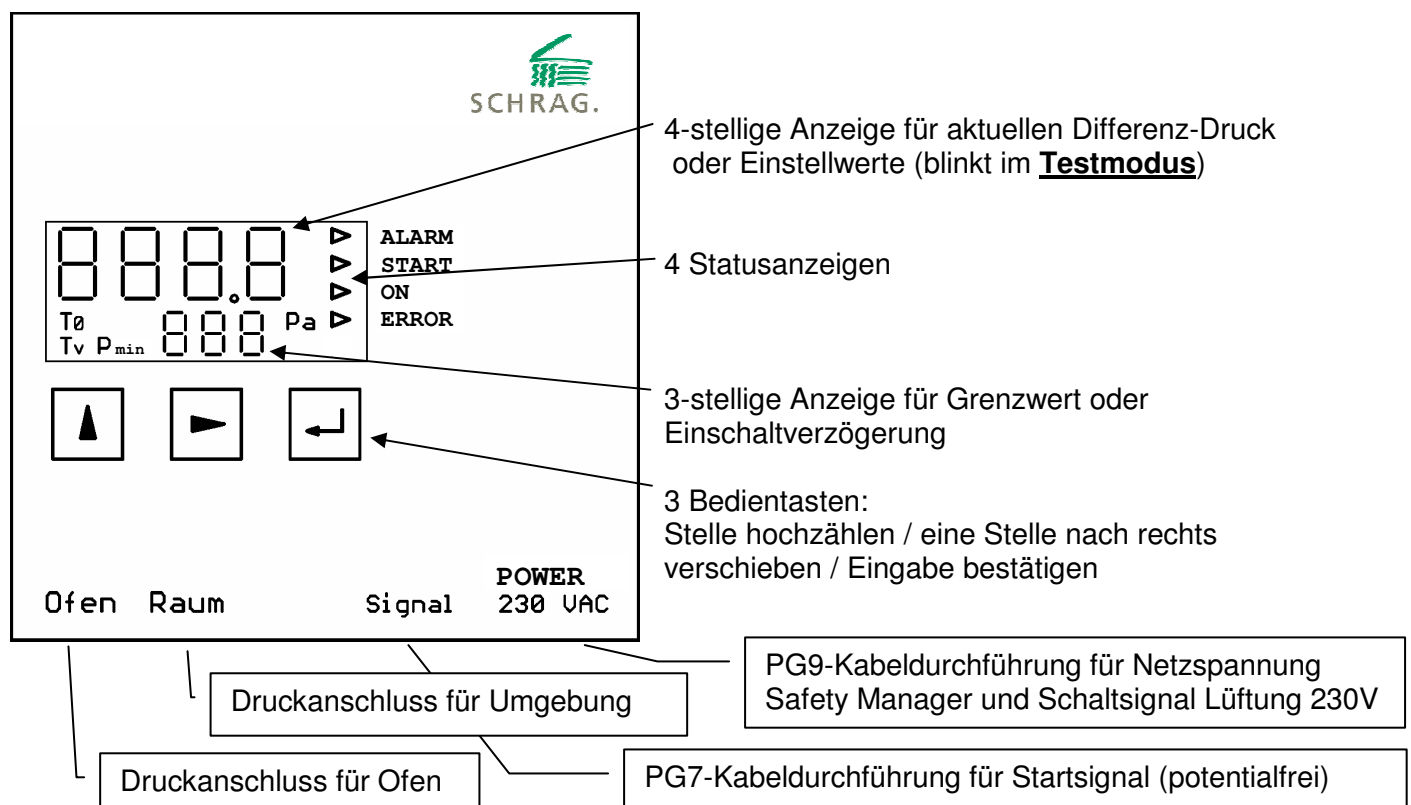 SCHRAG.
4-stellige Anzeige für aktuellen Differenz-Druck
oder Einstellwerte (blinkt im Testmodus)
888.8
ALARM
START
4 Statusanzeigen
ON
ERROR
T0
Tv Pmin 888 Pa
3-stellige Anzeige für Grenzwert oder
Einschaltverzögerung
3 Bedientasten:
Stelle hochzählen / eine Stelle nach rechts
verschieben / Eingabe bestätigen
Ofen Raum Signal POWER
230 VAC
PG9-Kabeldurchführung für Netzspannung
Safety Manager und Schaltsignal Lüftung 230V
Druckanschluss für Umgebung
Druckanschluss für Ofen
PG7-Kabeldurchführung für Startsignal (potentialfrei)